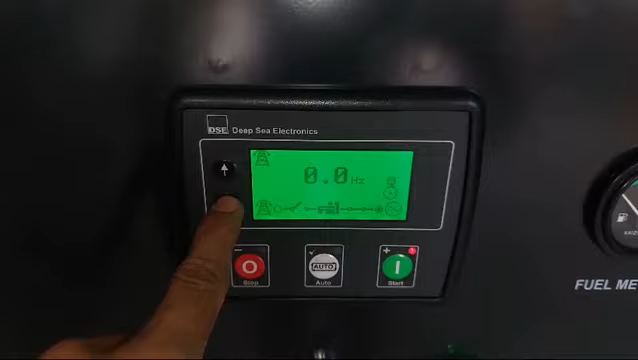 DSE Deep Sea Electronics
0.0 Hz
O AUTO I
Stop Auto Start
FUEL ME